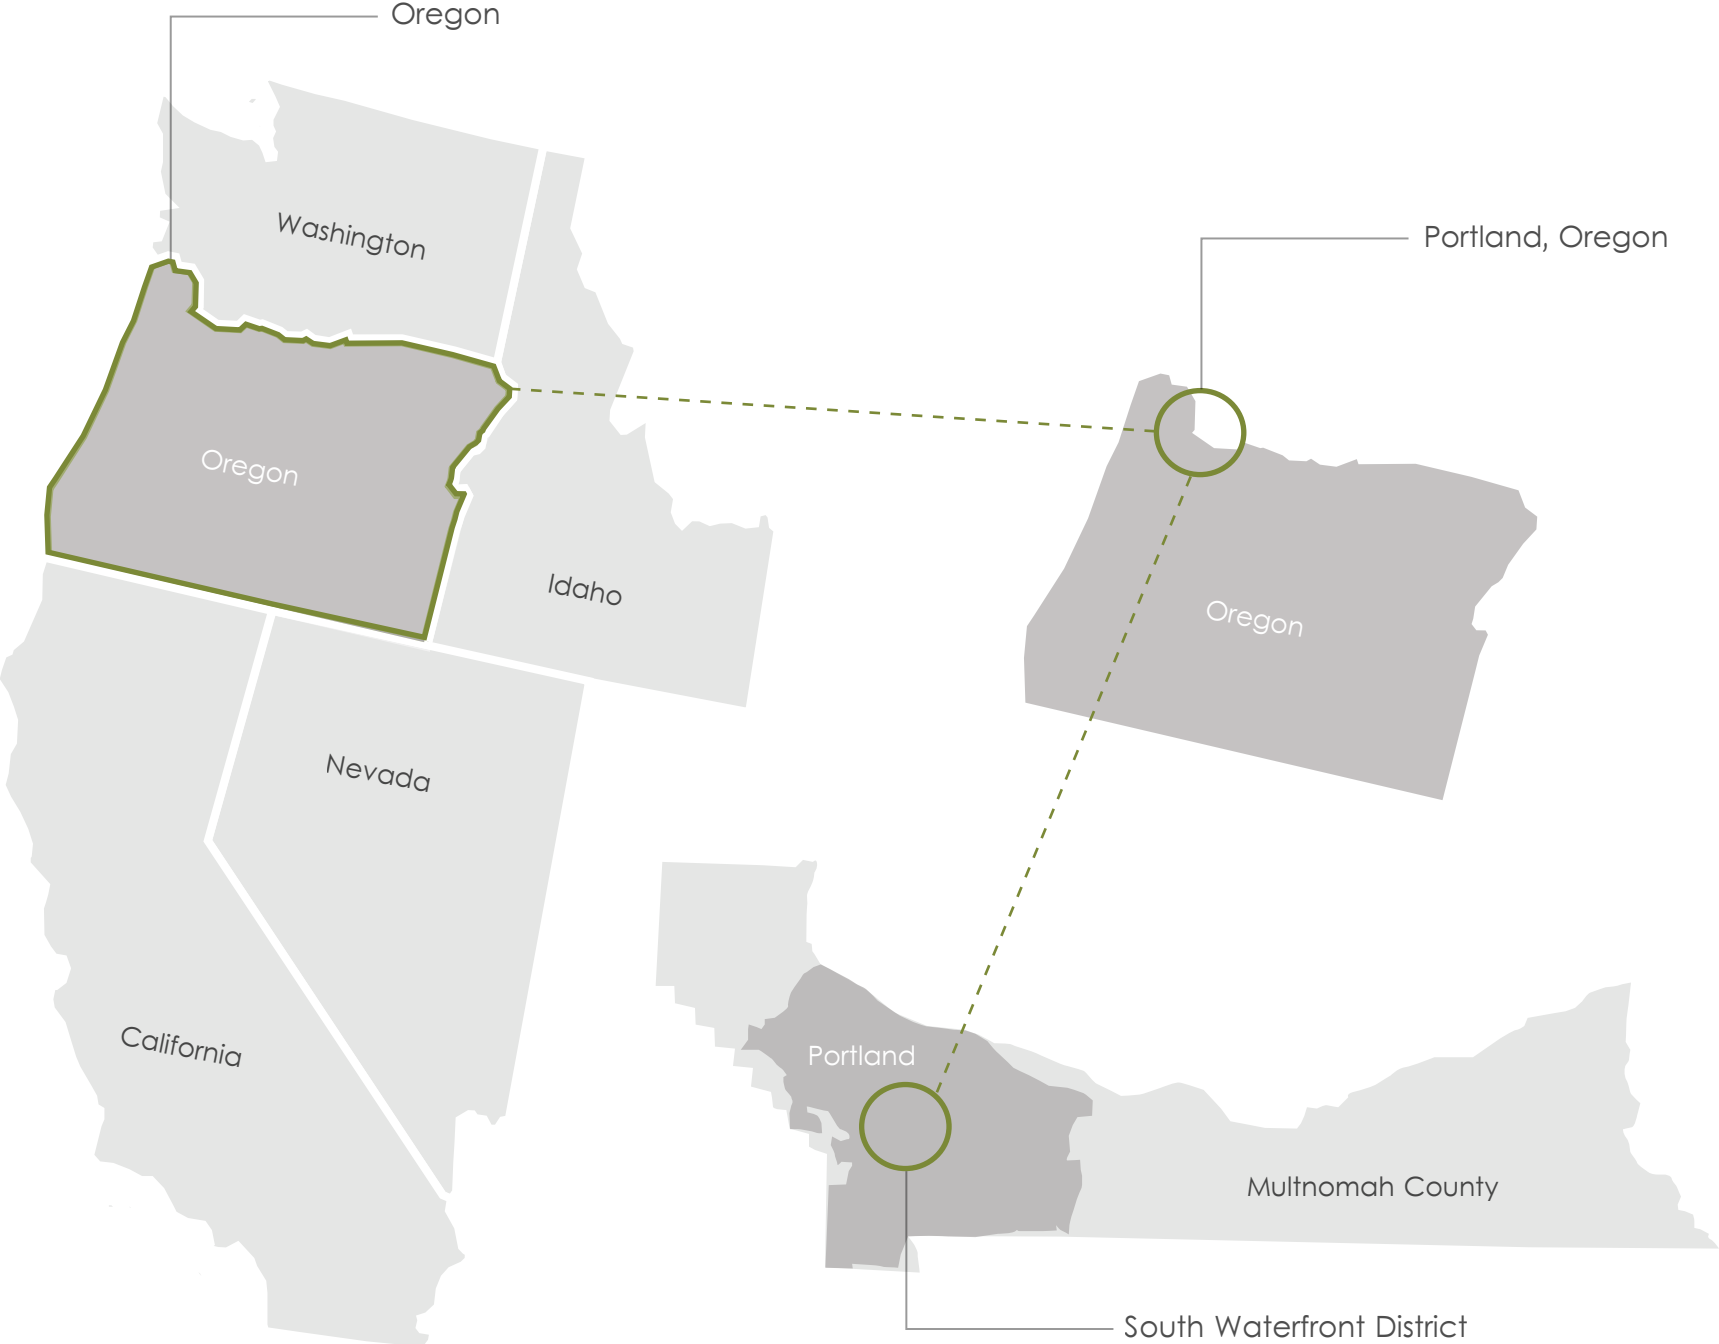 Oregon
Washington
Portland, Oregon
Oregon
Idaho
Oregon
Nevada
California
Portland
Multnomah County
South Waterfront District